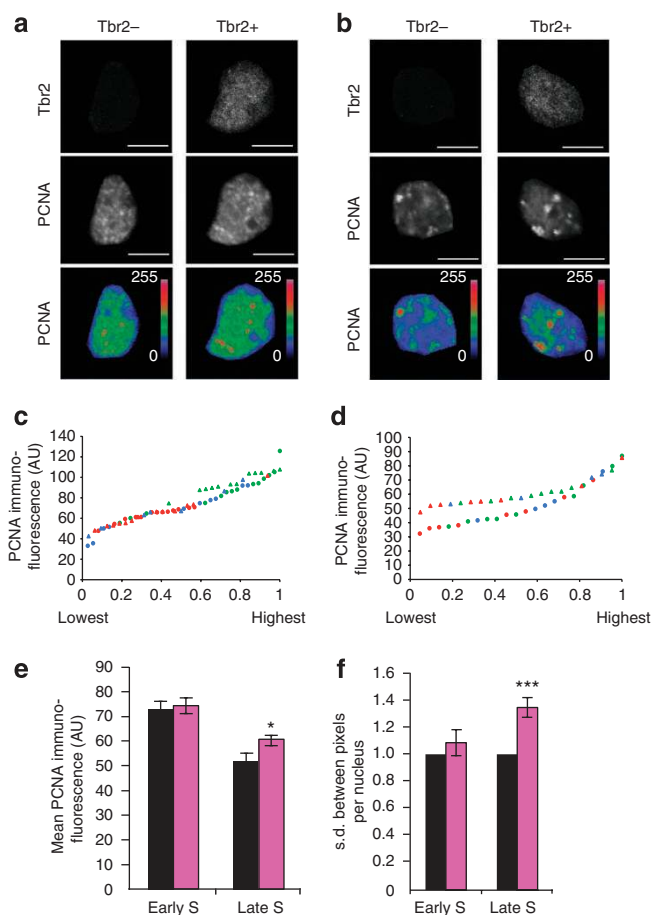 a
Tbr2–
Tbr2+
b
Tbr2–
Tbr2+
Tbr2
Tbr2
PCNA
PCNA
PCNA
255
0
255
0
PCNA
255
0
255
0
c
PCNA immuno-
fluorescence (AU)
140
120
100
80
60
40
20
0
0.2
0.4
0.6
0.8
1
Lowest
Highest
d
PCNA immuno-
fluorescence (AU)
100
90
80
70
60
50
40
30
20
10
0
0
0.2
0.4
0.6
0.8
1
Lowest
Highest
e
Mean PCNA immuno-
fluorescence (AU)
90
80
70
60
50
40
30
20
10
0
*
Early S
Late S
f
s.d. between pixels
per nucleus
1.6
1.4
1.2
1.0
0.8
0.6
0.4
0.2
0
***
Early S
Late S